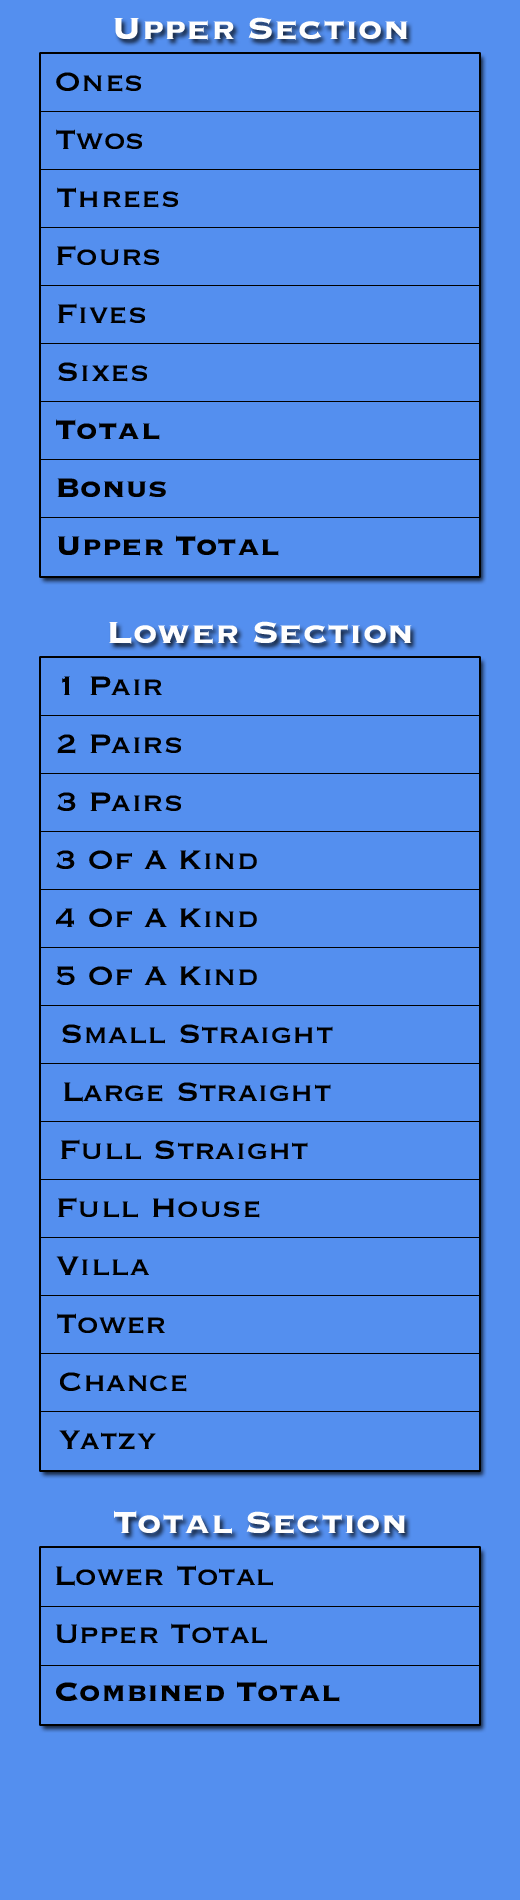 Upper Section
Ones
Twos
Threes
Fours
Fives
Sixes
Total
Bonus
Upper Total
Lower Section
1 Pair
2 Pairs
3 Pairs
3 Of A Kind
4 Of A Kind
5 Of A Kind
Small Straight
Large Straight
Full Straight
Full House
Villa
Tower
Chance
Yatzy
Total Section
Lower Total
Upper Total
Combined Total